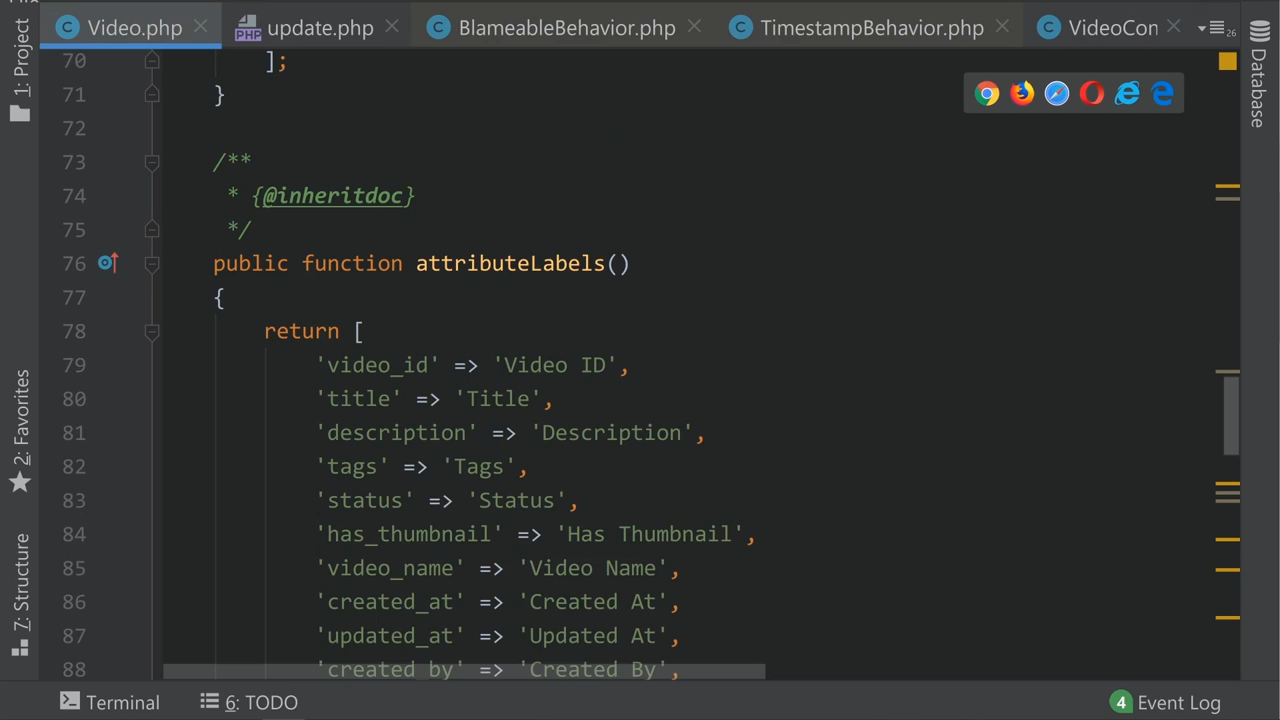 Video.php
update.php
BlameableBehavior.php
TimestampBehavior.php
VideoCon
26
1: Project
2: Favorites
7: Structure
Database
70 ];
71 }
72
73 /**
74 * {@inheritdoc}
75 */
76 public function attributeLabels()
77 {
78 return [
79 'video_id' => 'Video ID',
80 'title' => 'Title',
81 'description' => 'Description',
82 'tags' => 'Tags',
83 'status' => 'Status',
84 'has_thumbnail' => 'Has Thumbnail',
85 'video_name' => 'Video Name',
86 'created_at' => 'Created At',
87 'updated_at' => 'Updated At',
88 'created_by' => 'Created By',
Terminal
6: TODO
4 Event Log